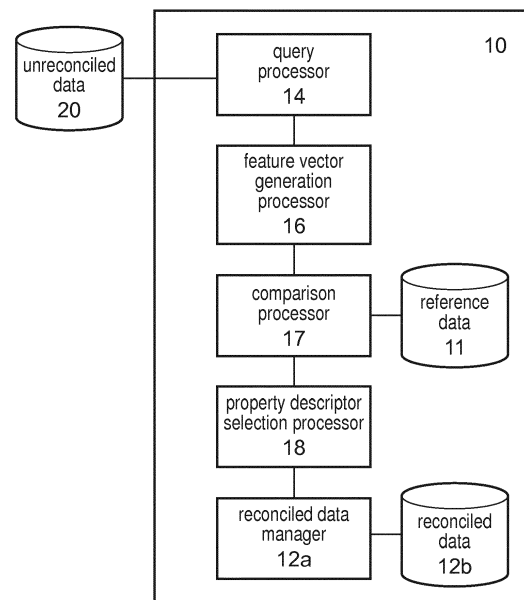 10
unreconciled
data
20
query
processor
14
feature vector
generation
processor
16
comparison
processor
17
reference
data
11
property descriptor
selection processor
18
reconciled data
manager
12a
reconciled
data
12b